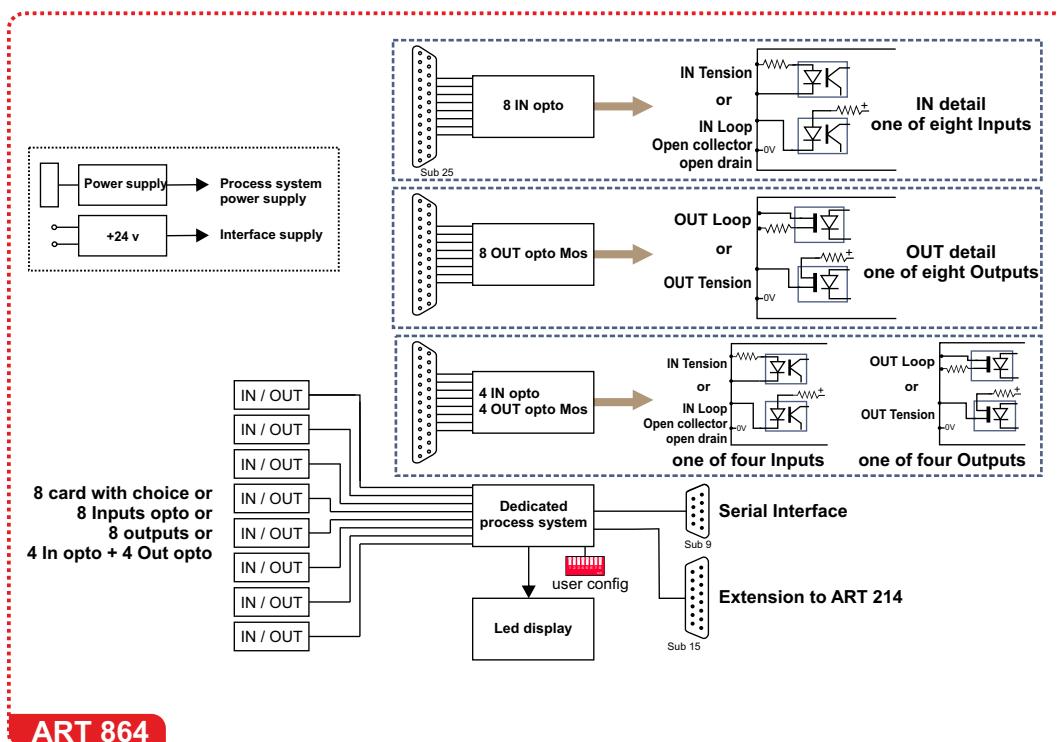 IN Tension
or
IN Loop
Open collector
open drain
0V
+
IN detail
one of eight Inputs
8 IN opto
Sub 25
Power supply
Process system
power supply
+24 v
Interface supply
8 OUT opto Mos
OUT Loop
or
OUT Tension
0V
+
OUT detail
one of eight Outputs
4 IN opto
4 OUT opto Mos
IN Tension
or
IN Loop
Open collector
open drain
0V
+
one of four Inputs
OUT Loop
or
OUT Tension
0V
+
one of four Outputs
IN / OUT
IN / OUT
IN / OUT
IN / OUT
IN / OUT
IN / OUT
IN / OUT
IN / OUT
8 card with choice or
8 Inputs opto or
8 outputs or
4 In opto + 4 Out opto
Dedicated
process system
user config
Led display
Sub 9
Serial Interface
Sub 15
Extension to ART 214
ART 864